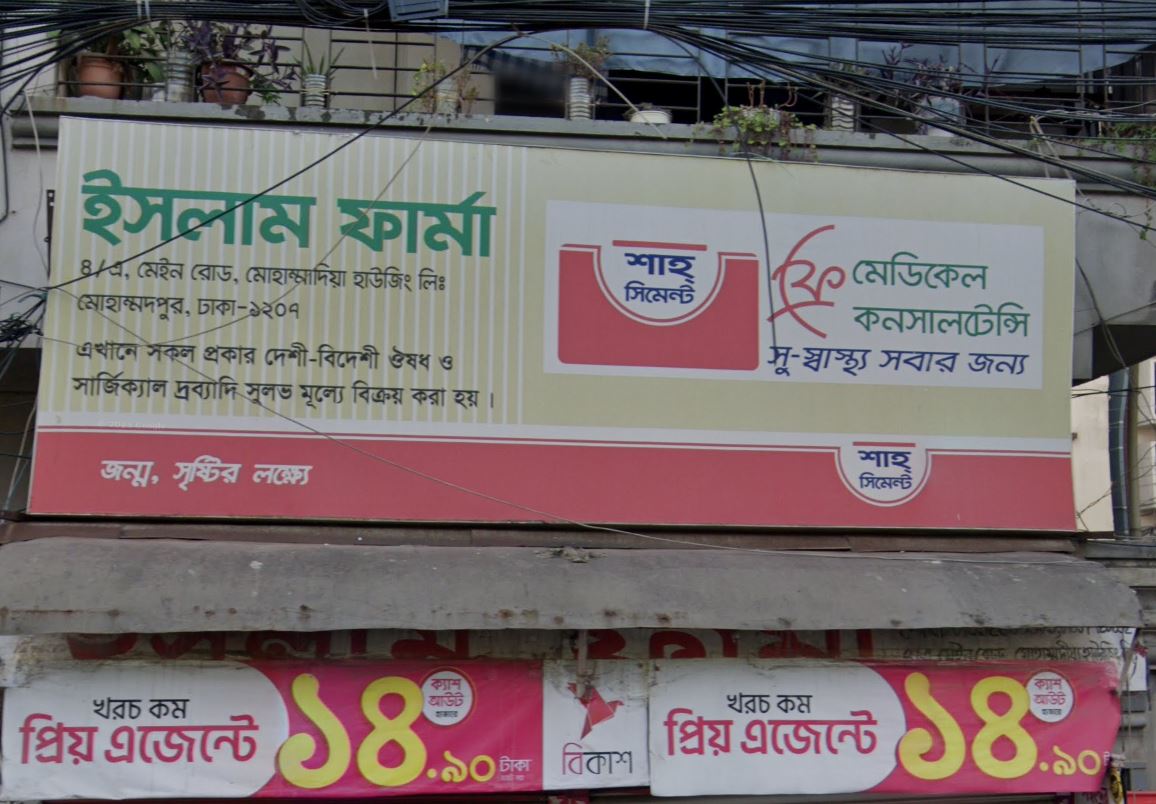 ইসলাম ফার্মা
৪/এ, মেইন রোড, মোহাম্মাদিয়া হাউজিং লিঃ
মোহাম্মদপুর, ঢাকা-১২০৭
এখানে সকল প্রকার দেশী-বিদেশী ঔষধ ও
সার্জিক্যাল দ্রব্যাদি সুলভ মূল্যে বিক্রয় করা হয়।
শাহ্
সিমেন্ট
ফ্রি মেডিকেল
কনসালটেন্সি
সু-স্বাস্থ্য সবার জন্য
জন্ম, সৃষ্টির লক্ষ্যে
শাহ্
সিমেন্ট
ইসলাম ফার্মা
খরচ কম
প্রিয় এজেন্টে
১৪.৯০ টাকা
ক্যাশ
আউট
হাজারে
বিকাশ
খরচ কম
প্রিয় এজেন্টে
১৪.৯০
ক্যাশ
আউট
হাজারে